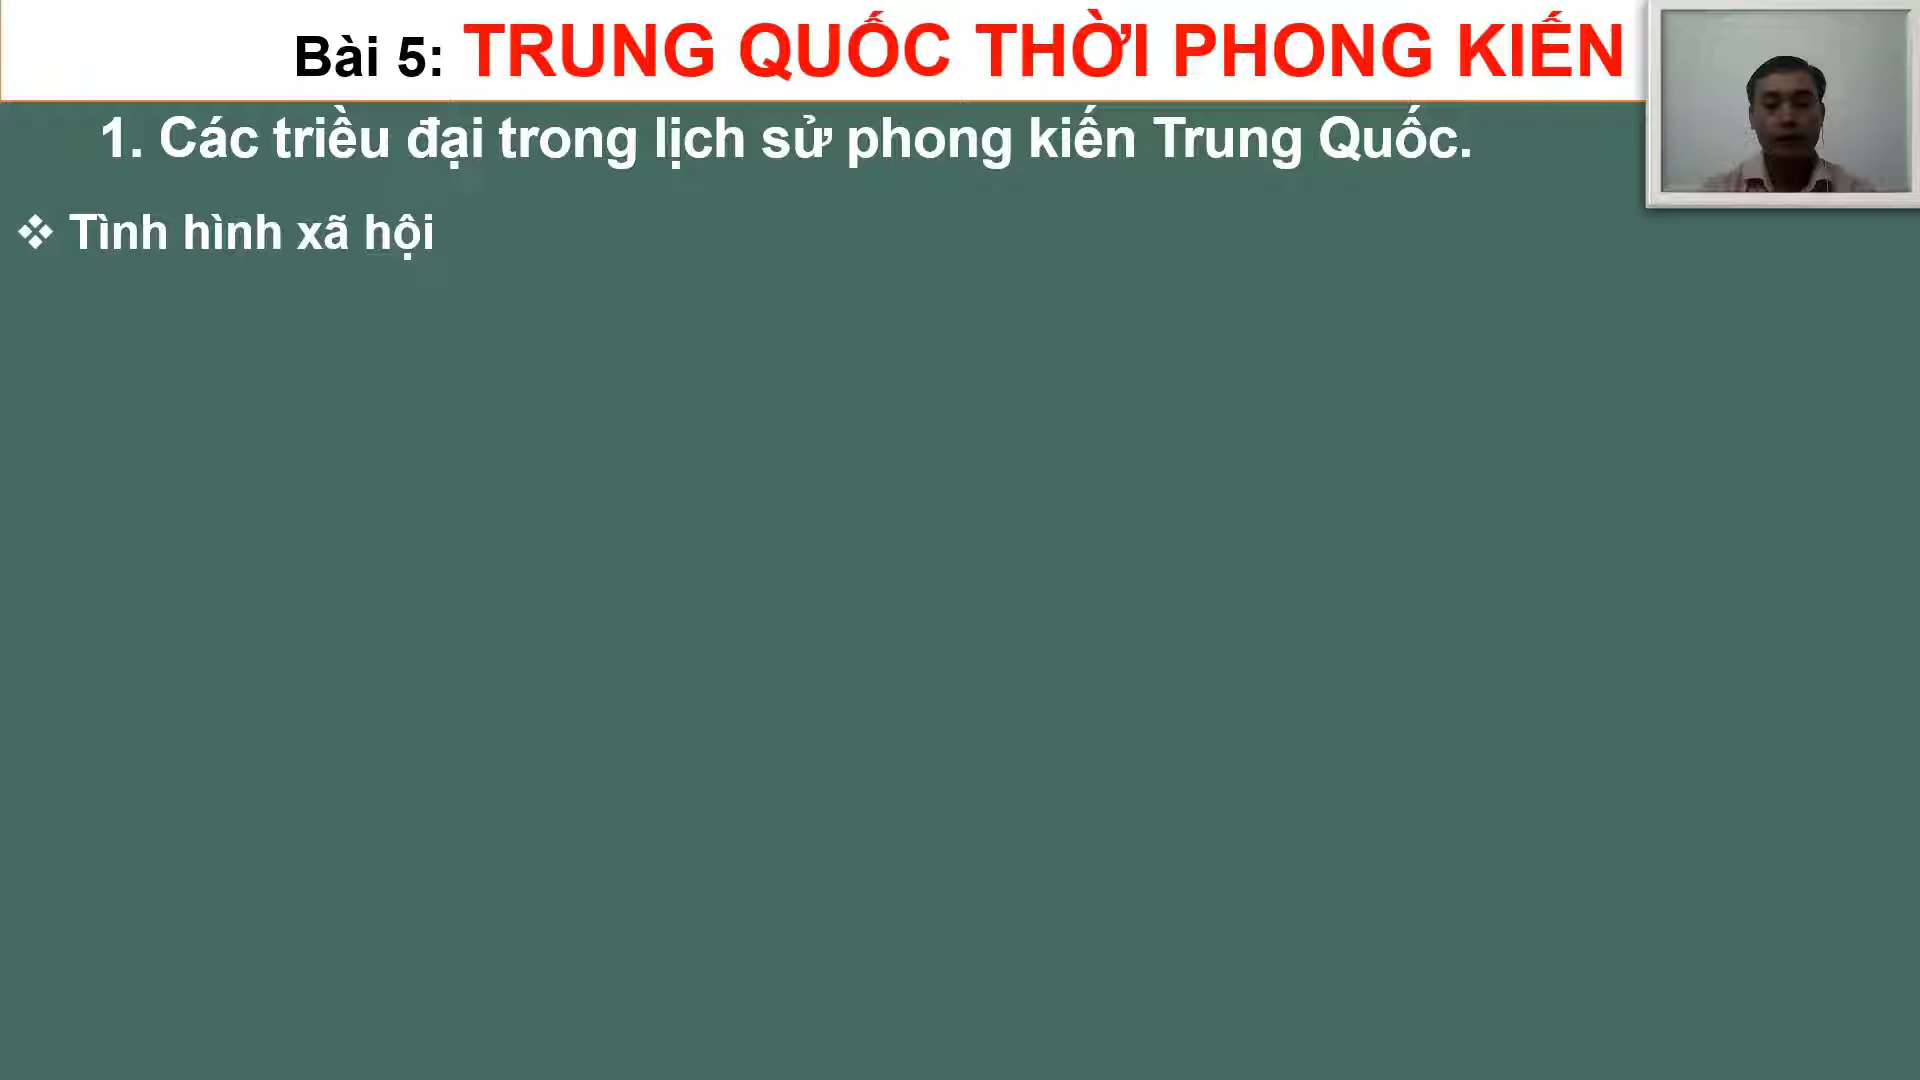 Bài 5: TRUNG QUỐC THỜI PHONG KIẾN
1. Các triều đại trong lịch sử phong kiến Trung Quốc.
❖ Tình hình xã hội